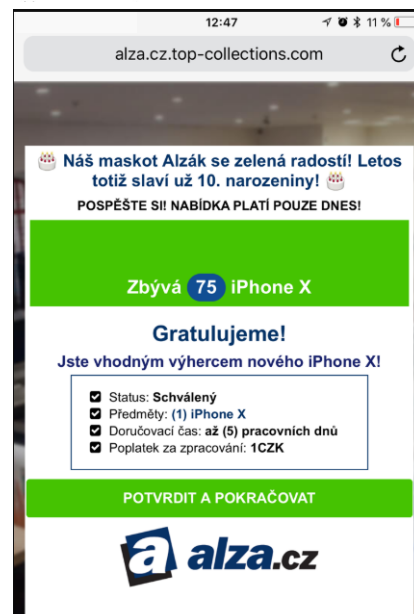 12:47
11 %
alza.cz.top-collections.com
🎂 Náš maskot Alzák se zelená radostí! Letos
totiž slaví už 10. narozeniny! 🎂
POSPĚŠTE SI! NABÍDKA PLATÍ POUZE DNES!
Zbývá 75 iPhone X
Gratulujeme!
Jste vhodným výhercem nového iPhone X!
Status: Schválený
Předměty: (1) iPhone X
Doručovací čas: až (5) pracovních dnů
Poplatek za zpracování: 1CZK
POTVRDIT A POKRAČOVAT
a alza.cz